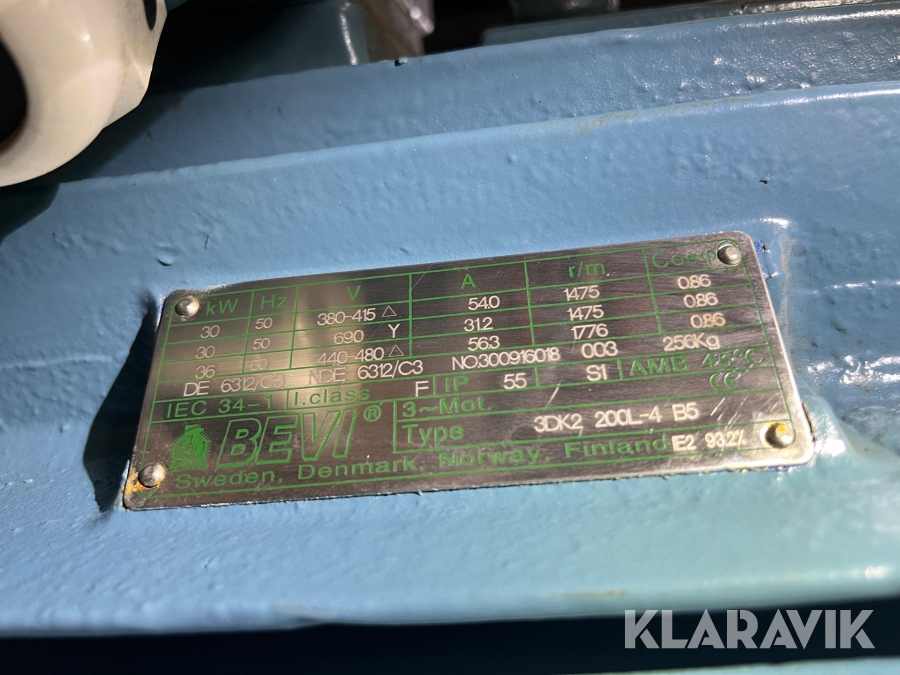 kW Hz V A r/m Cosφ
30 50 380-415 △ 54.0 1475 0.86
30 50 690 Y 31.2 1475 0.86
36 60 440-480 △ 56.3 1776 0.86
DE 6312/C3 NDE 6312/C3 NO.300916018 003 256Kg
IEC 34-1 I.class F IP 55 S1 AMB
BEVI® 3~Mot. CE
Type 3DK2 200L-4 B5
Sweden, Denmark, Norway, Finland E2 93.2%
KLARAVIK